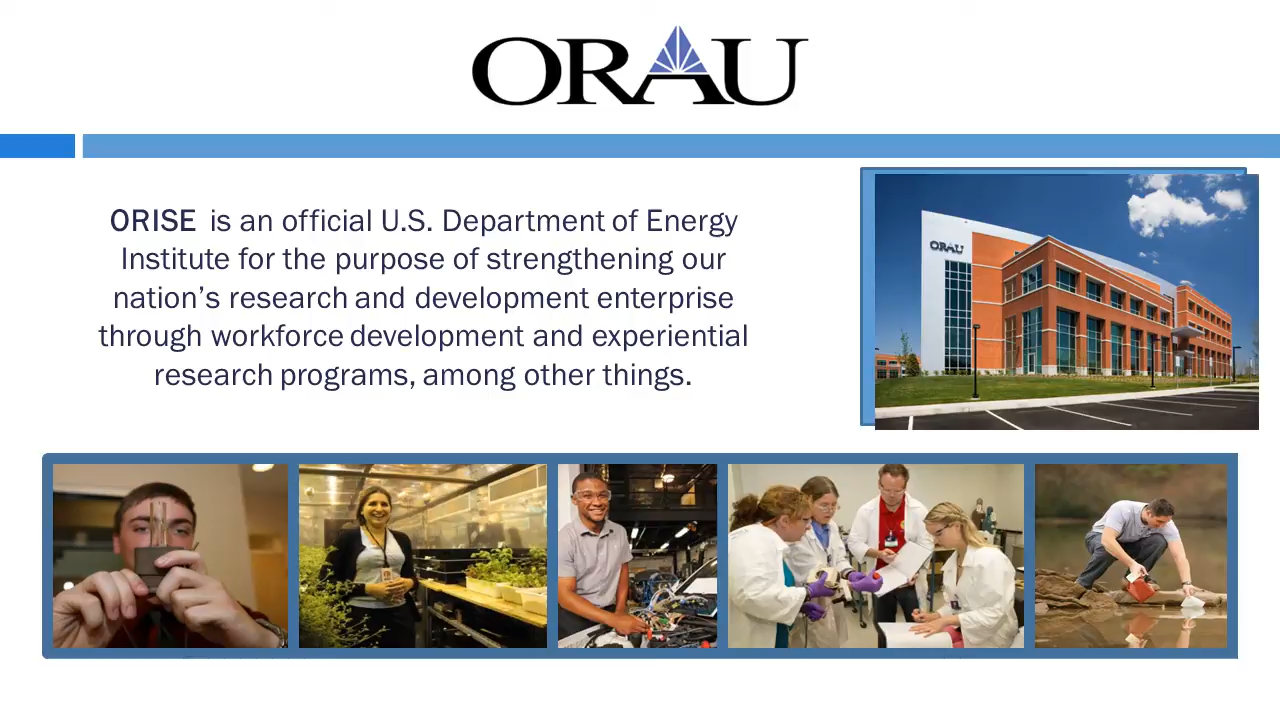 ORAU
ORISE is an official U.S. Department of Energy
Institute for the purpose of strengthening our
nation’s research and development enterprise
through workforce development and experiential
research programs, among other things.
ORAU